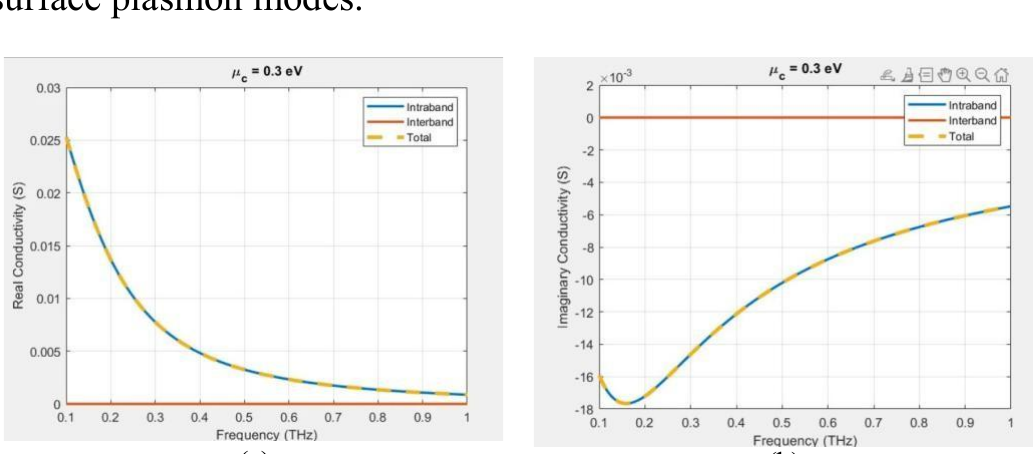 surface plasmon modes.
μc = 0.3 eV
0.03
0.025
0.02
0.015
0.01
0.005
0
Real Conductivity (S)
Intraband
Interband
Total
0.1 0.2 0.3 0.4 0.5 0.6 0.7 0.8 0.9 1
Frequency (THz)
μc = 0.3 eV
×10-3
2
0
-2
-4
-6
-8
-10
-12
-14
-16
-18
Imaginary Conductivity (S)
Intraband
Interband
Total
0.1 0.2 0.3 0.4 0.5 0.6 0.7 0.8 0.9 1
Frequency (THz)